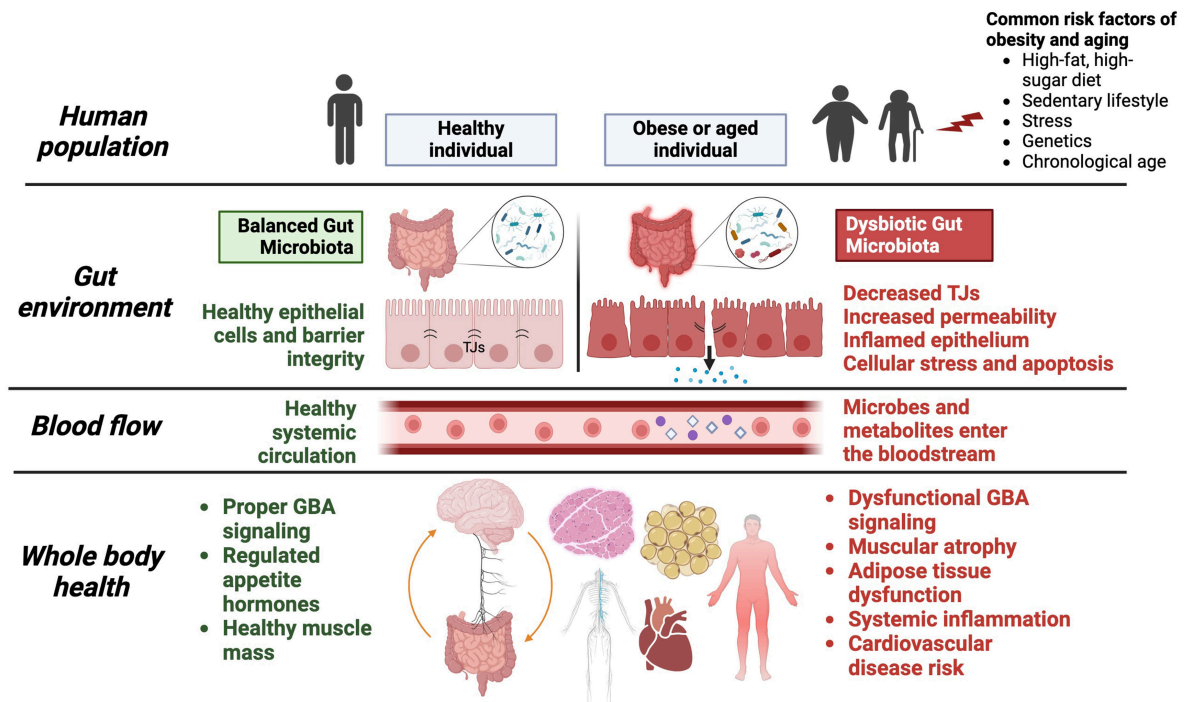 Common risk factors of
obesity and aging
• High-fat, high-
sugar diet
• Sedentary lifestyle
• Stress
• Genetics
• Chronological age
Human
population
Healthy
individual
Obese or aged
individual
Gut
environment
Balanced Gut
Microbiota
Dysbiotic Gut
Microbiota
Healthy epithelial
cells and barrier
integrity
TJs
Decreased TJs
Increased permeability
Inflamed epithelium
Cellular stress and apoptosis
Blood flow
Healthy
systemic
circulation
Microbes and
metabolites enter
the bloodstream
Whole body
health
• Proper GBA
signaling
• Regulated
appetite
hormones
• Healthy muscle
mass
• Dysfunctional GBA
signaling
• Muscular atrophy
• Adipose tissue
dysfunction
• Systemic inflammation
• Cardiovascular
disease risk